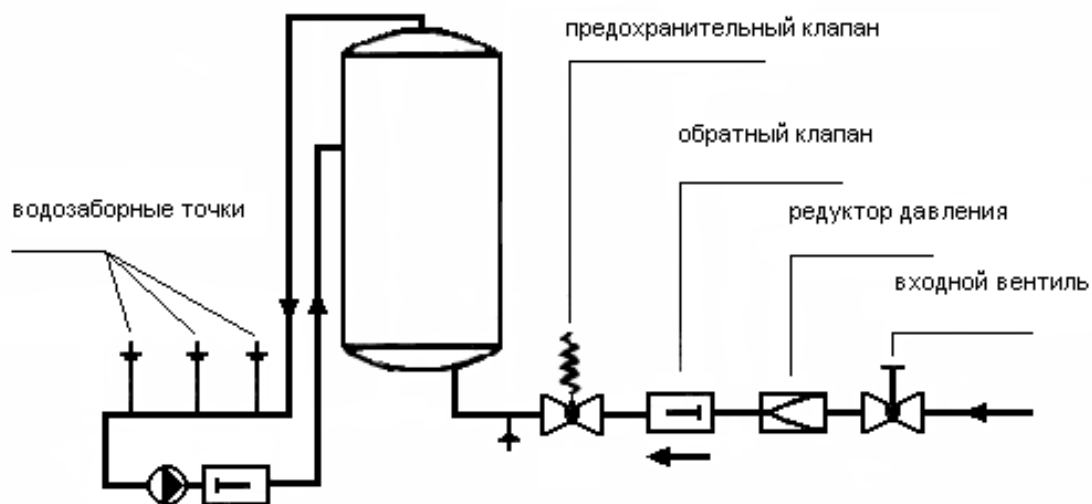 предохранительный клапан
обратный клапан
водозаборные точки
редуктор давления
входной вентиль